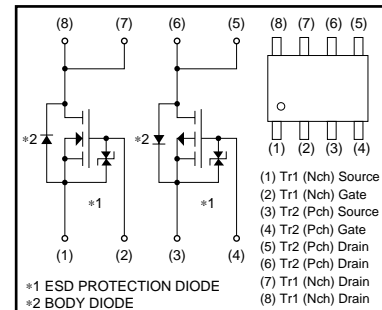 (8) (7) (6) (5)
(8) (7) (6) (5)
∗2 ∗2
∗1 ∗1
(1) (2) (3) (4)
(1) (2) (3) (4)
(1) Tr1 (Nch) Source
(2) Tr1 (Nch) Gate
(3) Tr2 (Pch) Source
(4) Tr2 (Pch) Gate
(5) Tr2 (Pch) Drain
(6) Tr2 (Pch) Drain
(7) Tr1 (Nch) Drain
(8) Tr1 (Nch) Drain
∗1 ESD PROTECTION DIODE
∗2 BODY DIODE